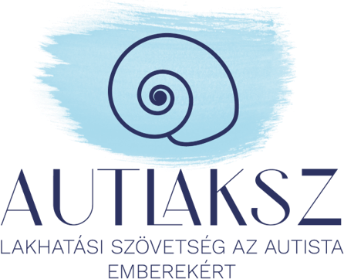 AUTLAKSZ
LAKHATÁSI SZÖVETSÉG AZ AUTISTA
EMBEREKÉRT